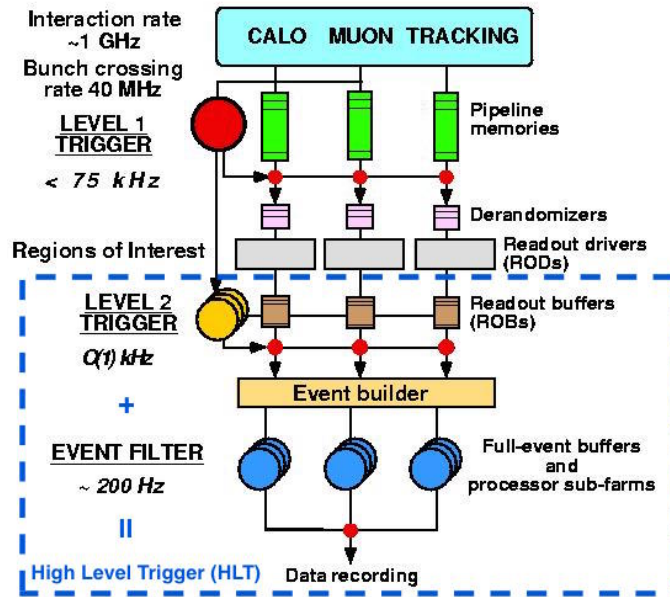 Interaction rate
~1 GHz
CALO MUON TRACKING
Bunch crossing
rate 40 MHz
Pipeline
memories
LEVEL 1
TRIGGER
< 75 kHz
Derandomizers
Regions of Interest
Readout drivers
(RODs)
LEVEL 2
TRIGGER
Readout buffers
(ROBs)
O(1) kHz
Event builder
+
EVENT FILTER
~ 200 Hz
Full-event buffers
and
processor sub-farms
=
High Level Trigger (HLT)
Data recording